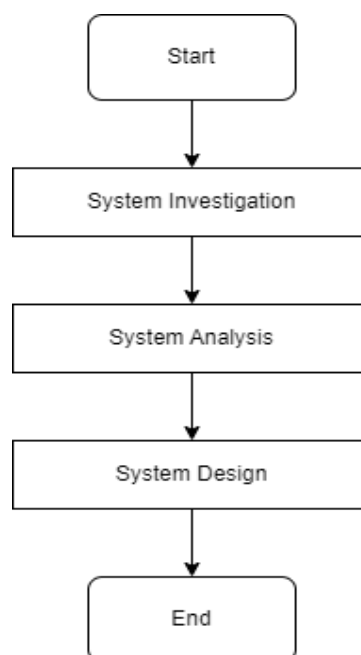 Start
System Investigation
System Analysis
System Design
End